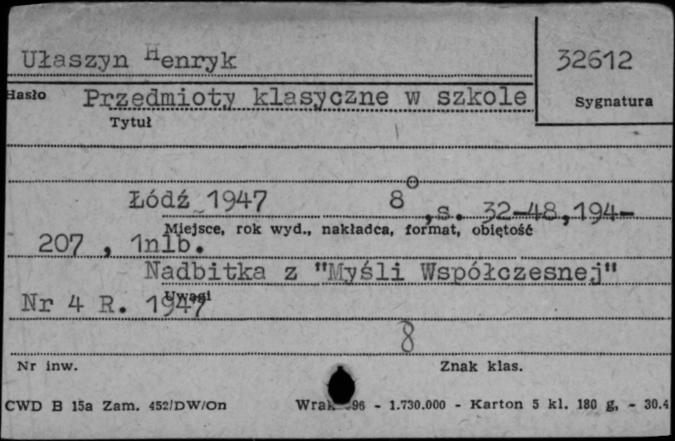 Ułaszyn Henryk
32612
Hasło Przedmioty klasyczne w szkole
Sygnatura
Tytuł
Łódź 1947 8° ,s. 32-48,194-
Miejsce, rok wyd., nakładca, format, objętość
207 , 1nlb.
Nadbitka z "Myśli Współczesnej"
Uwagi
Nr 4 R. 1947
8
Nr inw. Znak klas.
CWD B 15a Zam. 452/DW/On - 1.730.000 - Karton 5 kl. 180 g, - 30.4